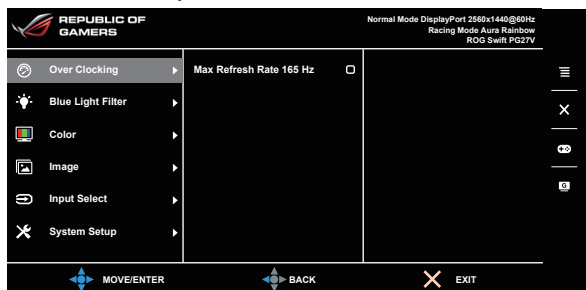 REPUBLIC OF
GAMERS
Normal Mode DisplayPort 2560x1440@60Hz
Racing Mode Aura Rainbow
ROG Swift PG27V
Over Clocking
Max Refresh Rate 165 Hz
Blue Light Filter
Color
Image
Input Select
System Setup
G
MOVE/ENTER
BACK
EXIT